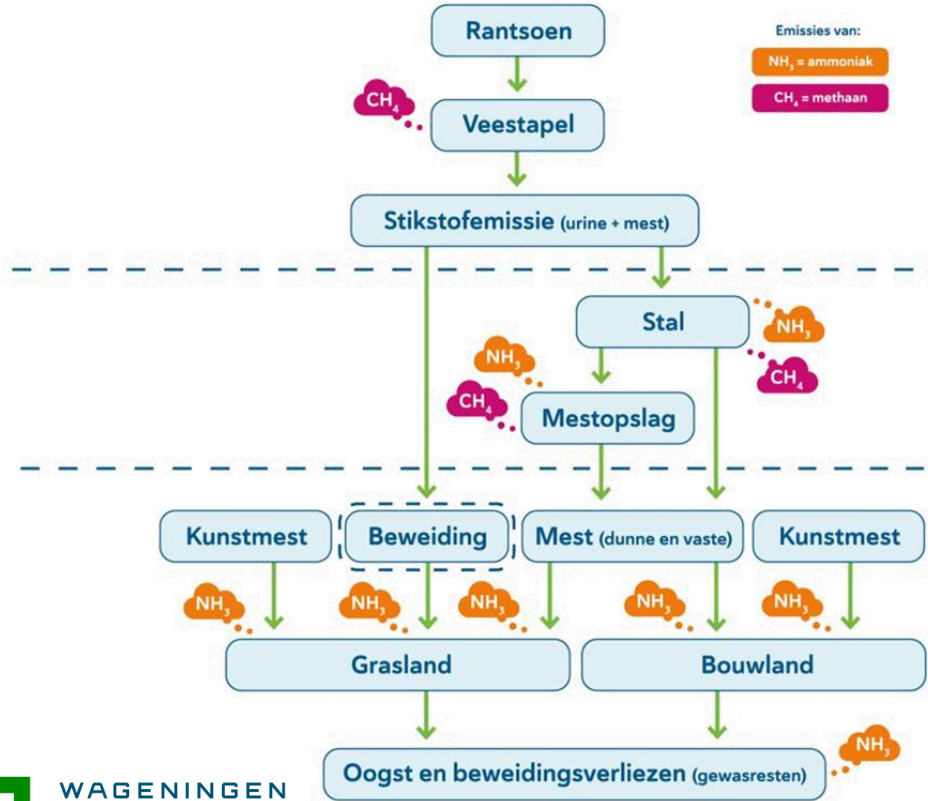 Rantsoen
Emissies van:
NH₃ = ammoniak
CH₄ = methaan
CH₄
Veestapel
Stikstofemissie (urine + mest)
Stal
NH₃
NH₃
CH₄
CH₄
Mestopslag
Kunstmest
Beweiding
Mest (dunne en vaste)
Kunstmest
NH₃
NH₃
NH₃
NH₃
NH₃
Grasland
Bouwland
NH₃
Oogst en beweidingsverliezen (gewasresten)
WAGENINGEN